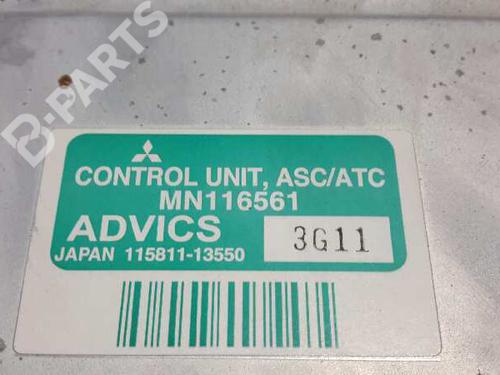 B-PARTS
CONTROL UNIT, ASC/ATC
MN116561
ADVICS
3G11
JAPAN 115811-13550